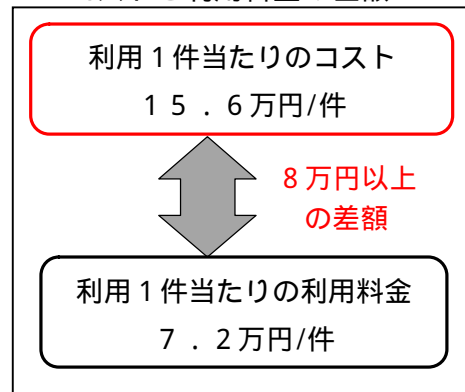 利用１件当たりのコスト
１５．６万円/件
８万円以上
の差額
利用１件当たりの利用料金
７．２万円/件